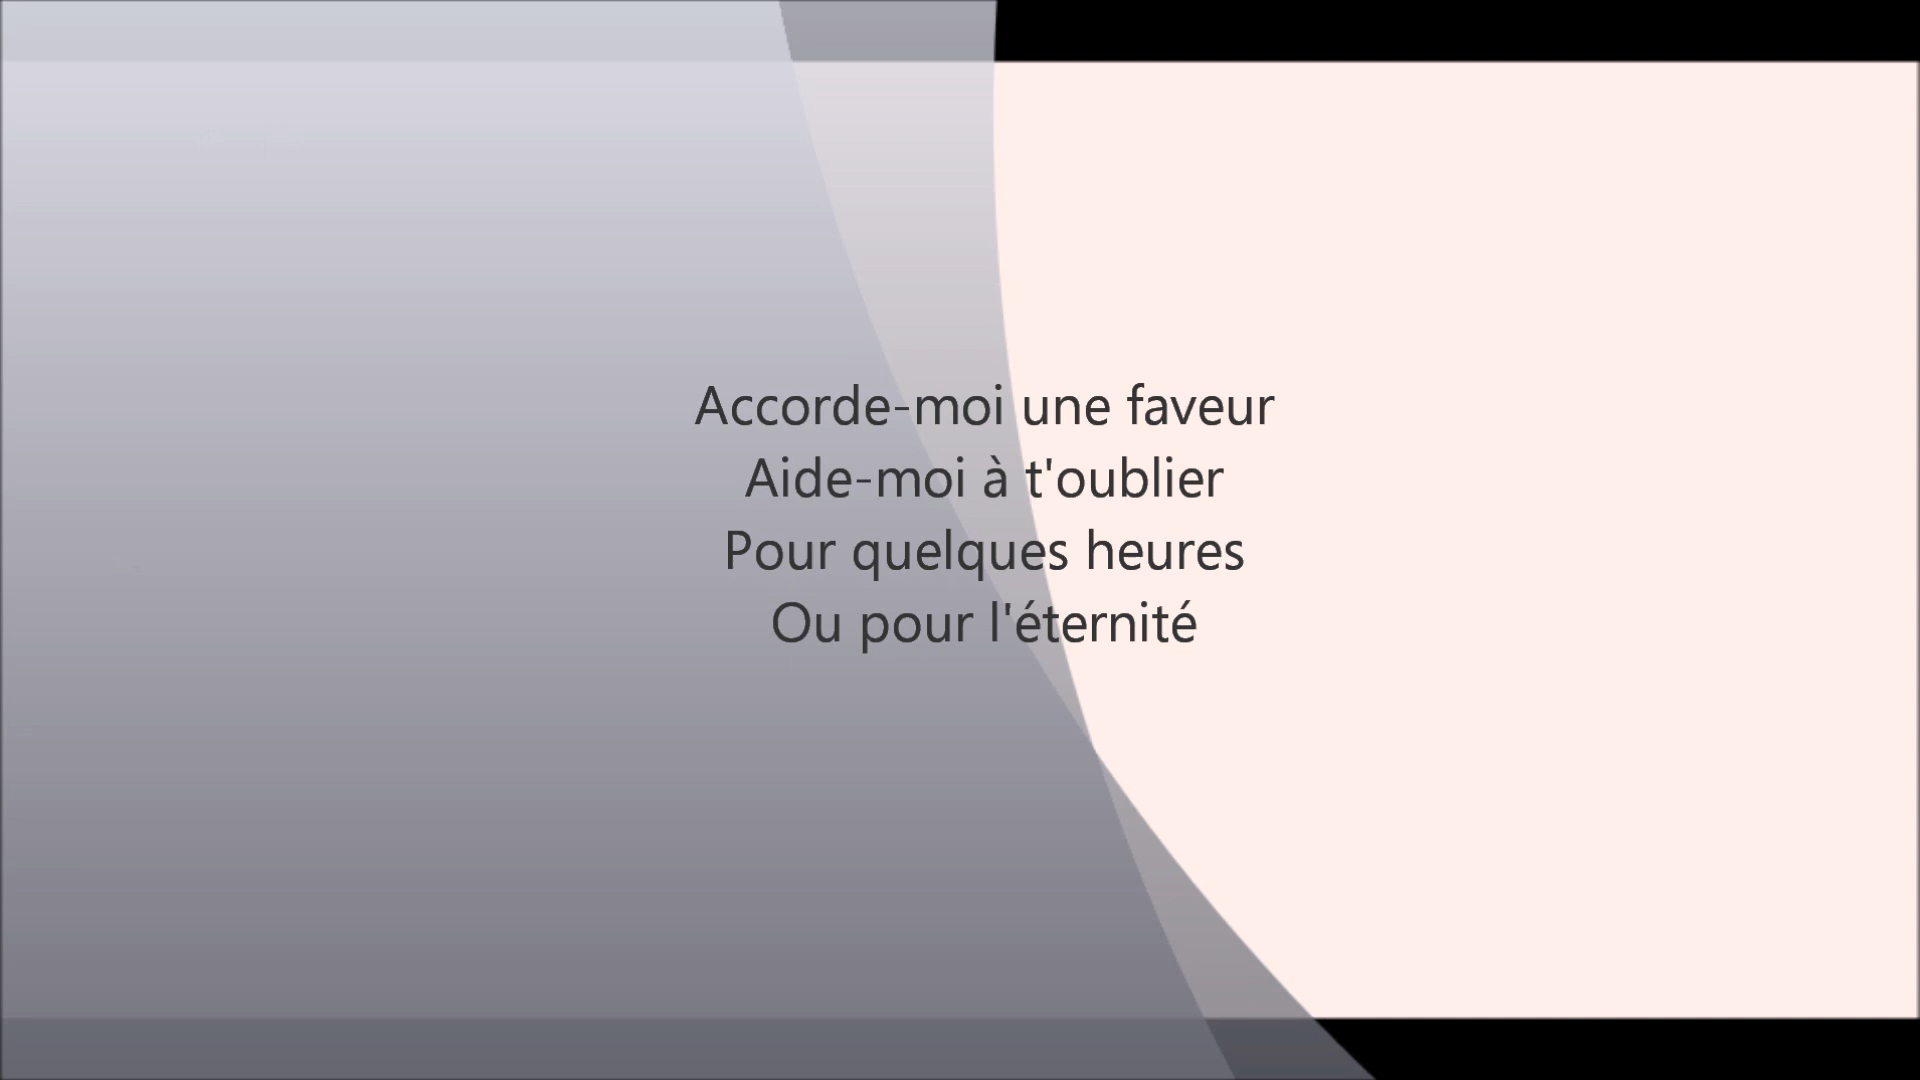 Accorde-moi une faveur
Aide-moi à t'oublier
Pour quelques heures
Ou pour l'éternité